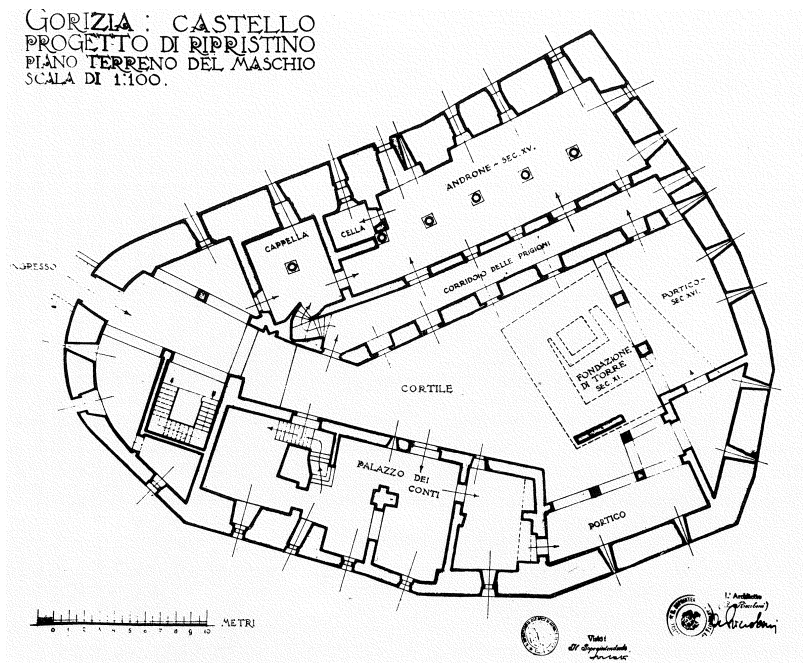 GORIZIA: CASTELLO
PROGETTO DI RIPRISTINO
PIANO TERRENO DEL MASCHIO
SCALA DI 1:100.
ANDRONE - SEC. XV.
CELLA
CAPPELLA
CORRIDOIO DELLE PRIGIONI
NGRESSO
PORTICO -
SEC. XVI.
FONDAZIONE
DI TORRE
SEC. XI.
CORTILE
PALAZZO DEI
CONTI
PORTICO
0 1 2 3 4 5 6 7 8 9 10 METRI
L'Architetto
Visto:
Il Soprintendente